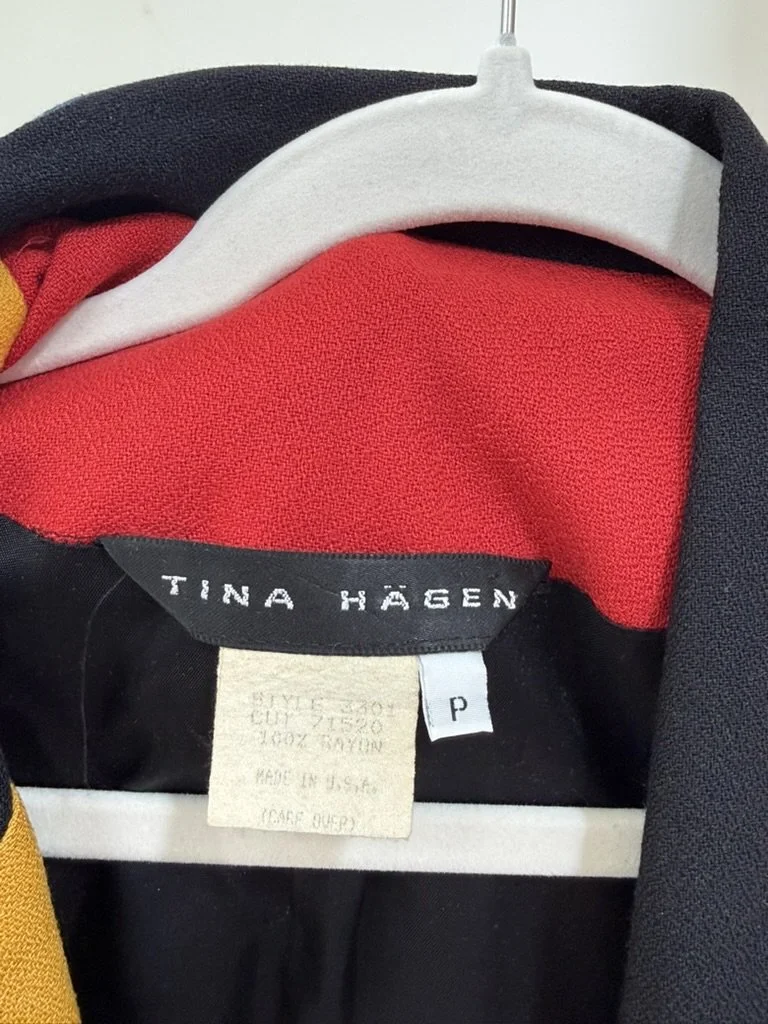 TINA HÄGEN
P
STYLE 3301
CUT 71520
100% RAYON
MADE IN U.S.A.
(CARE OVER)